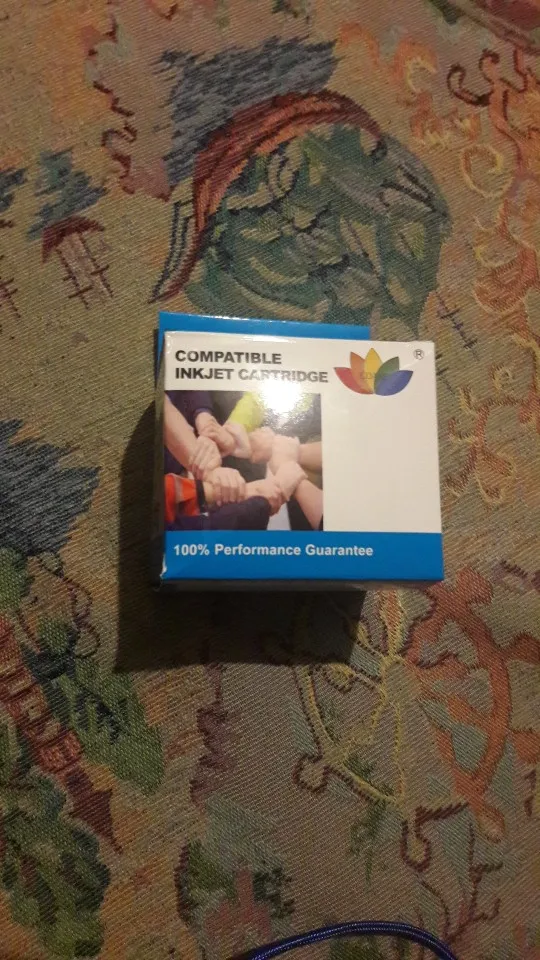 COMPATIBLE
INKJET CARTRIDGE
®
100% Performance Guarantee